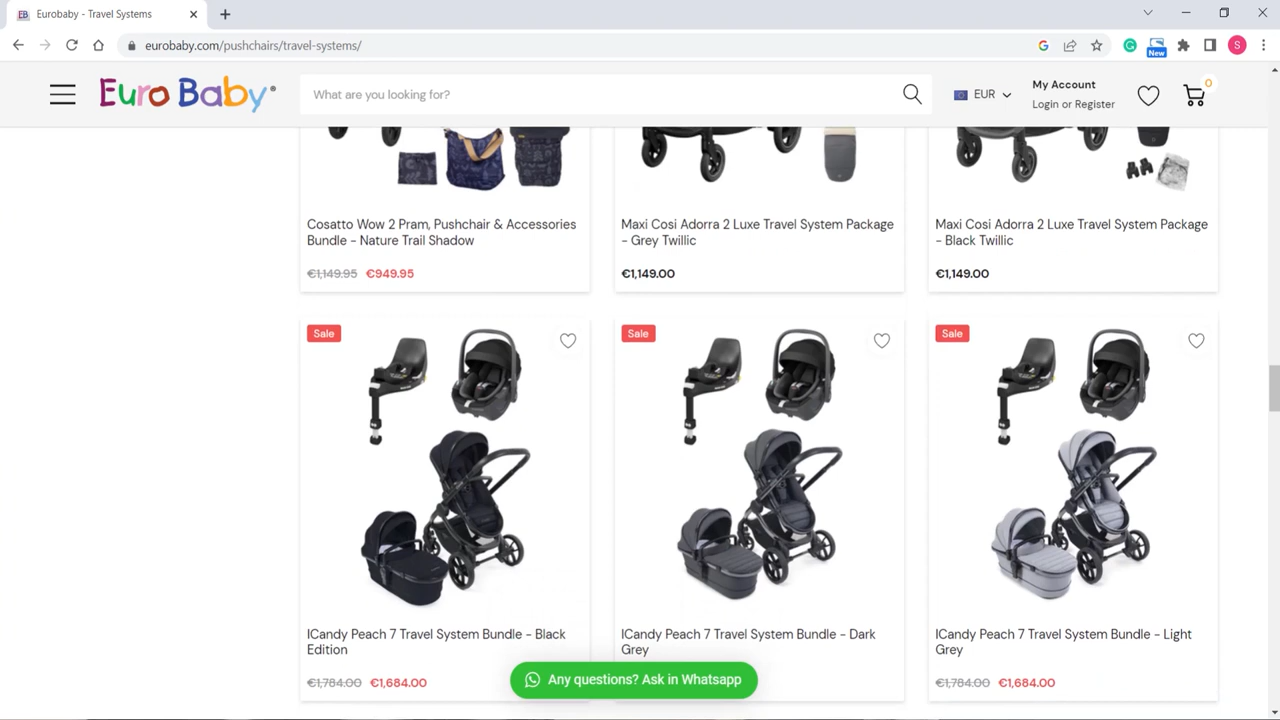 Eurobaby - Travel Systems
eurobaby.com/pushchairs/travel-systems/
New
S
Euro Baby®
What are you looking for?
EUR
My Account
Login or Register
0
Cosatto Wow 2 Pram, Pushchair & Accessories
Bundle - Nature Trail Shadow
€1,149.95 €949.95
Maxi Cosi Adorra 2 Luxe Travel System Package
- Grey Twillic
€1,149.00
Maxi Cosi Adorra 2 Luxe Travel System Package
- Black Twillic
€1,149.00
Sale
Sale
Sale
ICandy Peach 7 Travel System Bundle - Black
Edition
€1,784.00 €1,684.00
ICandy Peach 7 Travel System Bundle - Dark
Grey
ICandy Peach 7 Travel System Bundle - Light
Grey
€1,784.00 €1,684.00
Any questions? Ask in Whatsapp